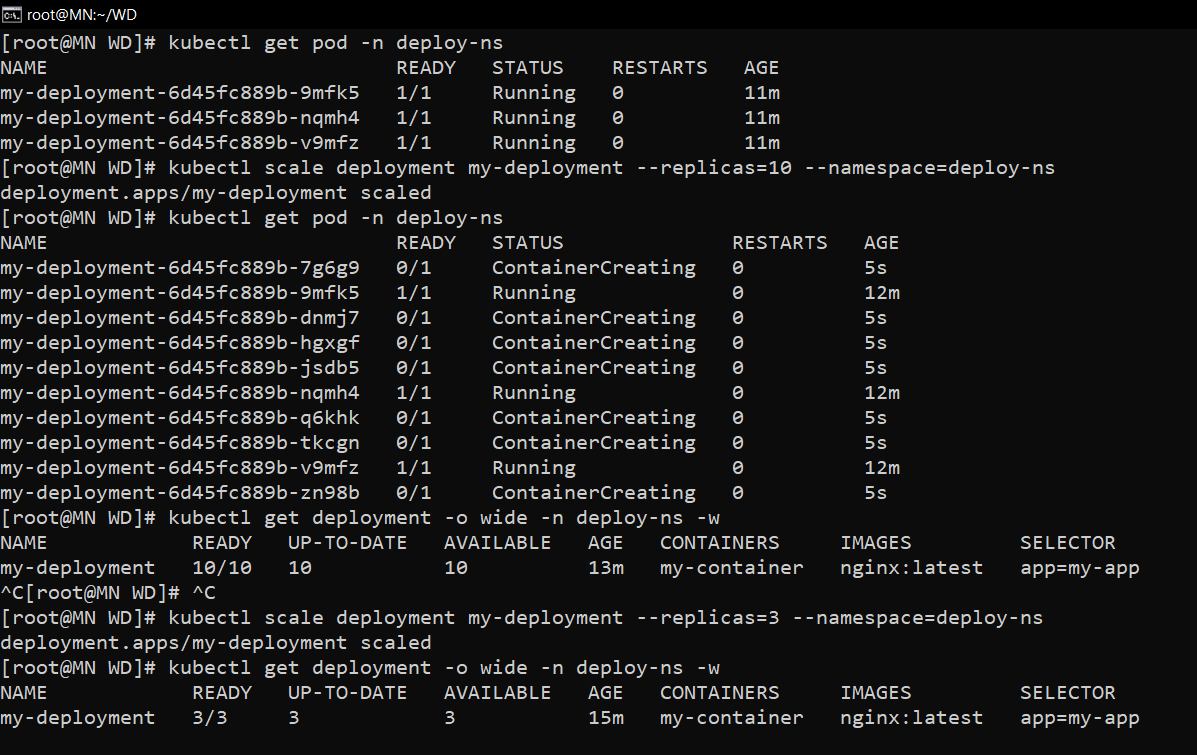 root@MN:~/WD
[root@MN WD]# kubectl get pod -n deploy-ns
NAME                             READY   STATUS    RESTARTS   AGE
my-deployment-6d45fc889b-9mfk5   1/1     Running   0          11m
my-deployment-6d45fc889b-nqmh4   1/1     Running   0          11m
my-deployment-6d45fc889b-v9mfz   1/1     Running   0          11m
[root@MN WD]# kubectl scale deployment my-deployment --replicas=10 --namespace=deploy-ns
deployment.apps/my-deployment scaled
[root@MN WD]# kubectl get pod -n deploy-ns
NAME                             READY   STATUS              RESTARTS   AGE
my-deployment-6d45fc889b-7g6g9   0/1     ContainerCreating   0          5s
my-deployment-6d45fc889b-9mfk5   1/1     Running             0          12m
my-deployment-6d45fc889b-dnmj7   0/1     ContainerCreating   0          5s
my-deployment-6d45fc889b-hgxgf   0/1     ContainerCreating   0          5s
my-deployment-6d45fc889b-jsdb5   0/1     ContainerCreating   0          5s
my-deployment-6d45fc889b-nqmh4   1/1     Running             0          12m
my-deployment-6d45fc889b-q6khk   0/1     ContainerCreating   0          5s
my-deployment-6d45fc889b-tkcgn   0/1     ContainerCreating   0          5s
my-deployment-6d45fc889b-v9mfz   1/1     Running             0          12m
my-deployment-6d45fc889b-zn98b   0/1     ContainerCreating   0          5s
[root@MN WD]# kubectl get deployment -o wide -n deploy-ns -w
NAME            READY   UP-TO-DATE   AVAILABLE   AGE   CONTAINERS     IMAGES         SELECTOR
my-deployment   10/10   10           10          13m   my-container   nginx:latest   app=my-app
^C[root@MN WD]# ^C
[root@MN WD]# kubectl scale deployment my-deployment --replicas=3 --namespace=deploy-ns
deployment.apps/my-deployment scaled
[root@MN WD]# kubectl get deployment -o wide -n deploy-ns -w
NAME            READY   UP-TO-DATE   AVAILABLE   AGE   CONTAINERS     IMAGES         SELECTOR
my-deployment   3/3     3            3           15m   my-container   nginx:latest   app=my-app